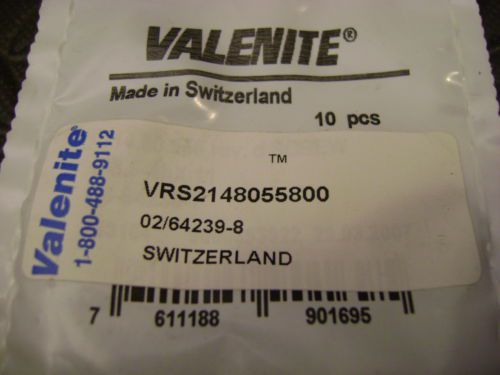 VALENITE®
Made in Switzerland
10 pcs
Valenite®
1-800-488-9112
™
VRS2148055800
02/64239-8
SWITZERLAND
7 611188 901695